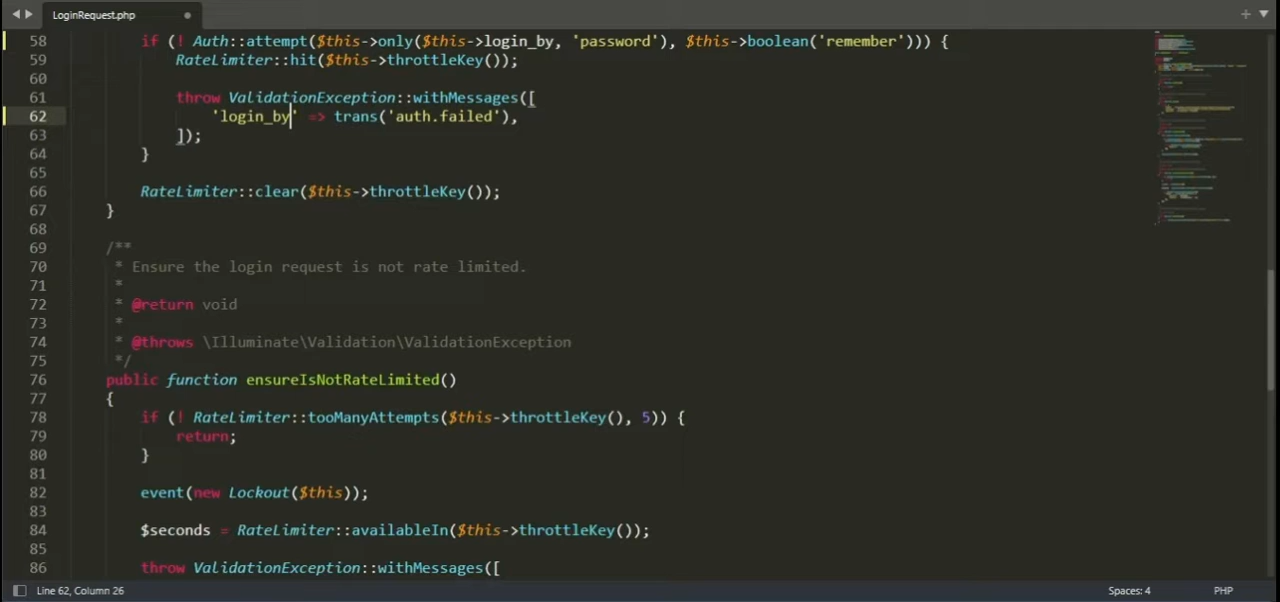 LoginRequest.php
58 if (! Auth::attempt($this->only($this->login_by, 'password'), $this->boolean('remember'))) {
59 RateLimiter::hit($this->throttleKey());
60
61 throw ValidationException::withMessages([
62 'login_by' => trans('auth.failed'),
63 ]);
64 }
65
66 RateLimiter::clear($this->throttleKey());
67 }
68
69 /**
70 * Ensure the login request is not rate limited.
71 *
72 * @return void
73 *
74 * @throws \Illuminate\Validation\ValidationException
75 */
76 public function ensureIsNotRateLimited()
77 {
78 if (! RateLimiter::tooManyAttempts($this->throttleKey(), 5)) {
79 return;
80 }
81
82 event(new Lockout($this));
83
84 $seconds = RateLimiter::availableIn($this->throttleKey());
85
86 throw ValidationException::withMessages([
Line 62, Column 26 Spaces: 4 PHP